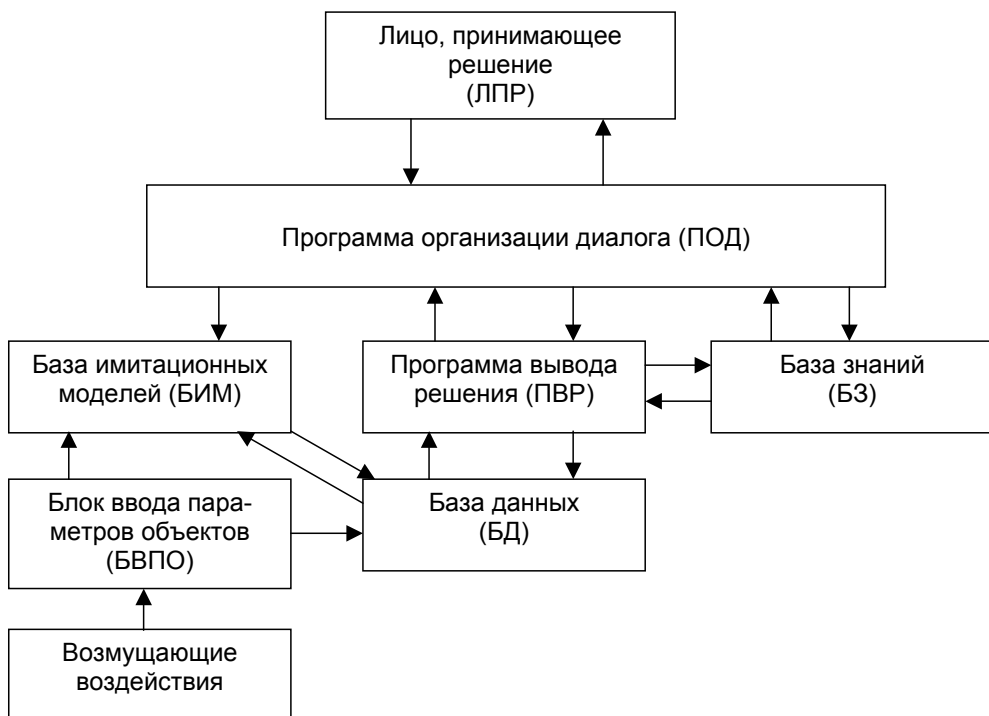 Лицо, принимающее
решение
(ЛПР)
Программа организации диалога (ПОД)
База имитационных
моделей (БИМ)
Программа вывода
решения (ПВР)
База знаний
(БЗ)
Блок ввода пара-
метров объектов
(БВПО)
База данных
(БД)
Возмущающие
воздействия